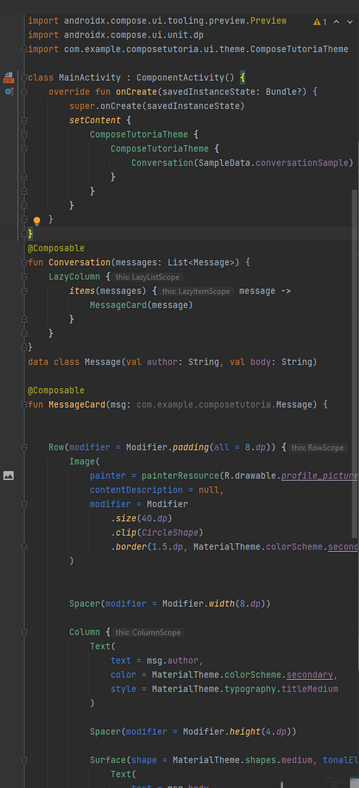 import androidx.compose.ui.tooling.preview.Preview
1
import androidx.compose.ui.unit.dp
import com.example.composetutoria.ui.theme.ComposeTutoriaTheme
class MainActivity : ComponentActivity() {
override fun onCreate(savedInstanceState: Bundle?) {
super.onCreate(savedInstanceState)
setContent {
ComposeTutoriaTheme {
ComposeTutoriaTheme {
Conversation(SampleData.conversationSample)
}
}
}
}
}
@Composable
fun Conversation(messages: List<Message>) {
LazyColumn { this: LazyListScope
items(messages) { this: LazyItemScope message ->
MessageCard(message)
}
}
}
data class Message(val author: String, val body: String)
@Composable
fun MessageCard(msg: com.example.composetutoria.Message) {
Row(modifier = Modifier.padding(all = 8.dp)) { this: RowScope
Image(
painter = painterResource(R.drawable.profile_picture
contentDescription = null,
modifier = Modifier
.size(40.dp)
.clip(CircleShape)
.border(1.5.dp, MaterialTheme.colorScheme.second
)
Spacer(modifier = Modifier.width(8.dp))
Column { this: ColumnScope
Text(
text = msg.author,
color = MaterialTheme.colorScheme.secondary,
style = MaterialTheme.typography.titleMedium
)
Spacer(modifier = Modifier.height(4.dp))
Surface(shape = MaterialTheme.shapes.medium, tonalEl
Text(
text = msg.body